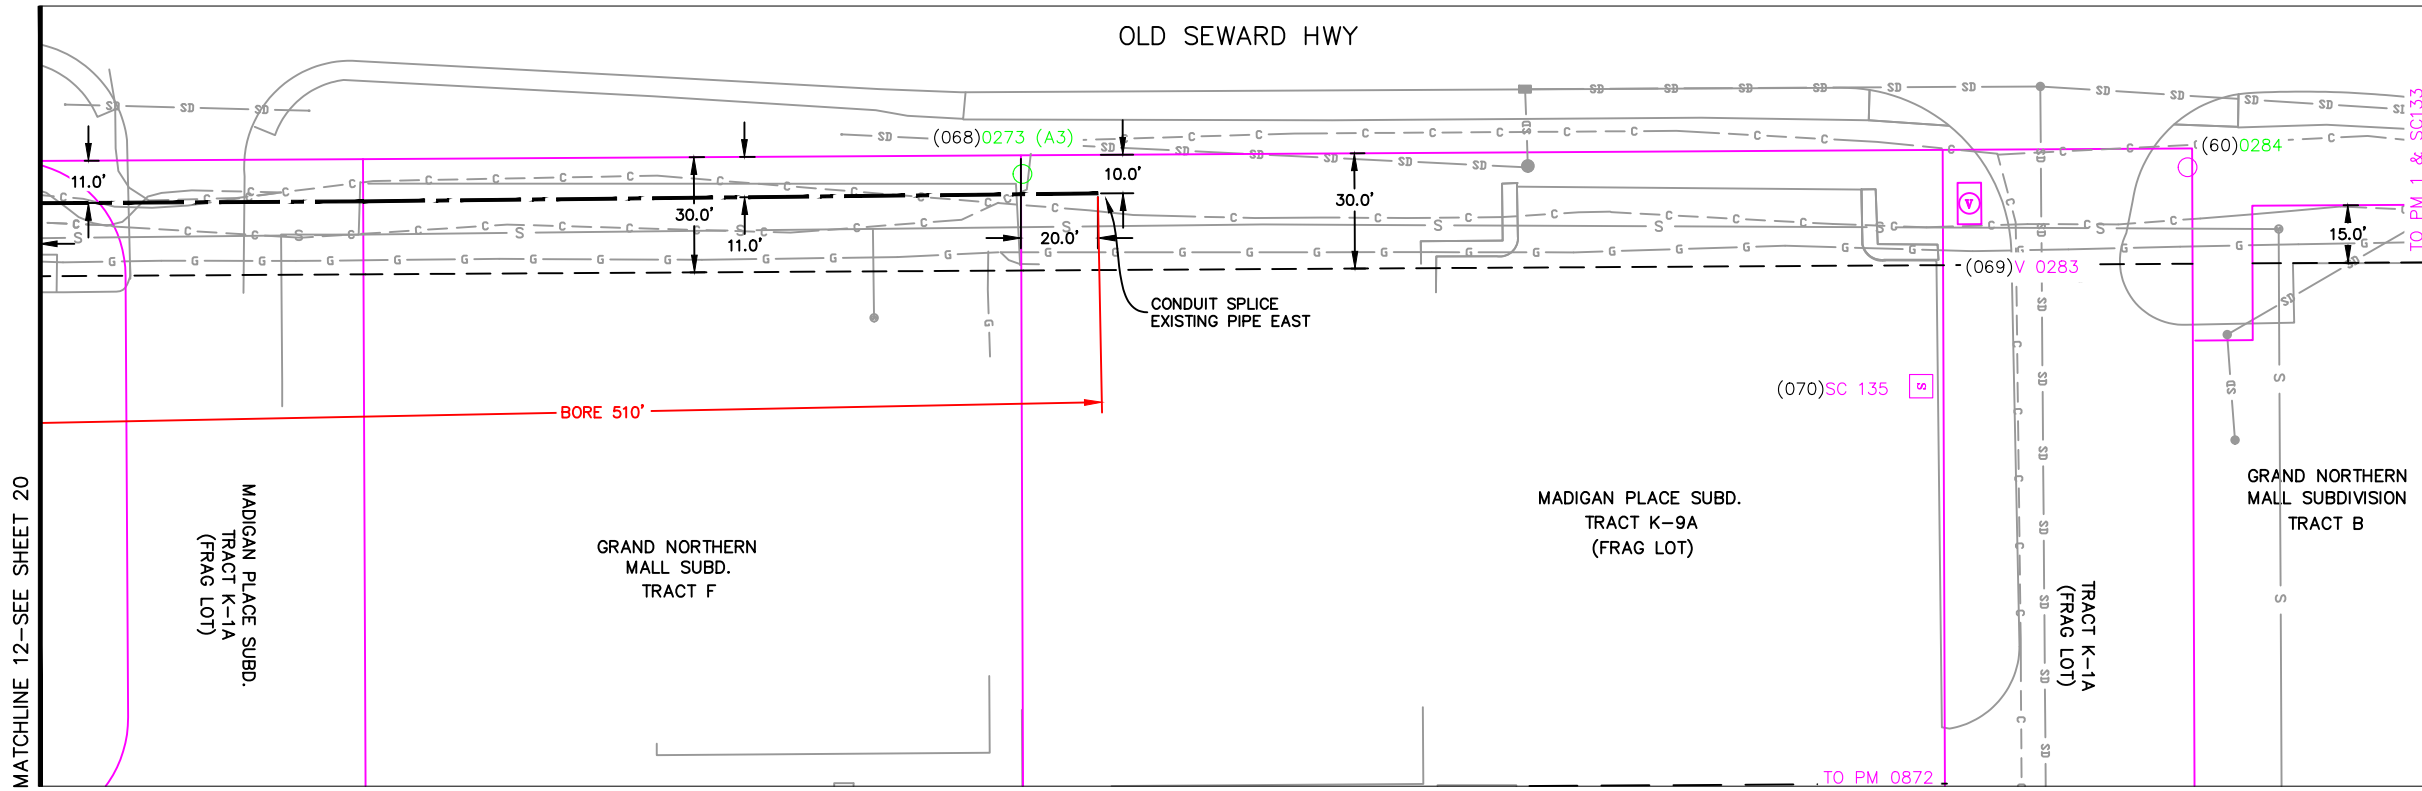 OLD SEWARD HWY
(068)0273 (A3)
(60)0284
TO PM 1 & SC133
11.0'
30.0'
11.0'
10.0'
20.0'
30.0'
15.0'
CONDUIT SPLICE
EXISTING PIPE EAST
(069)V 0283
V
(070)SC 135
S
BORE 510'
MATCHLINE 12-SEE SHEET 20
MADIGAN PLACE SUBD.
TRACT K-1A
(FRAG LOT)
GRAND NORTHERN
MALL SUBD.
TRACT F
MADIGAN PLACE SUBD.
TRACT K-9A
(FRAG LOT)
TRACT K-1A
(FRAG LOT)
GRAND NORTHERN
MALL SUBDIVISION
TRACT B
TO PM 0872